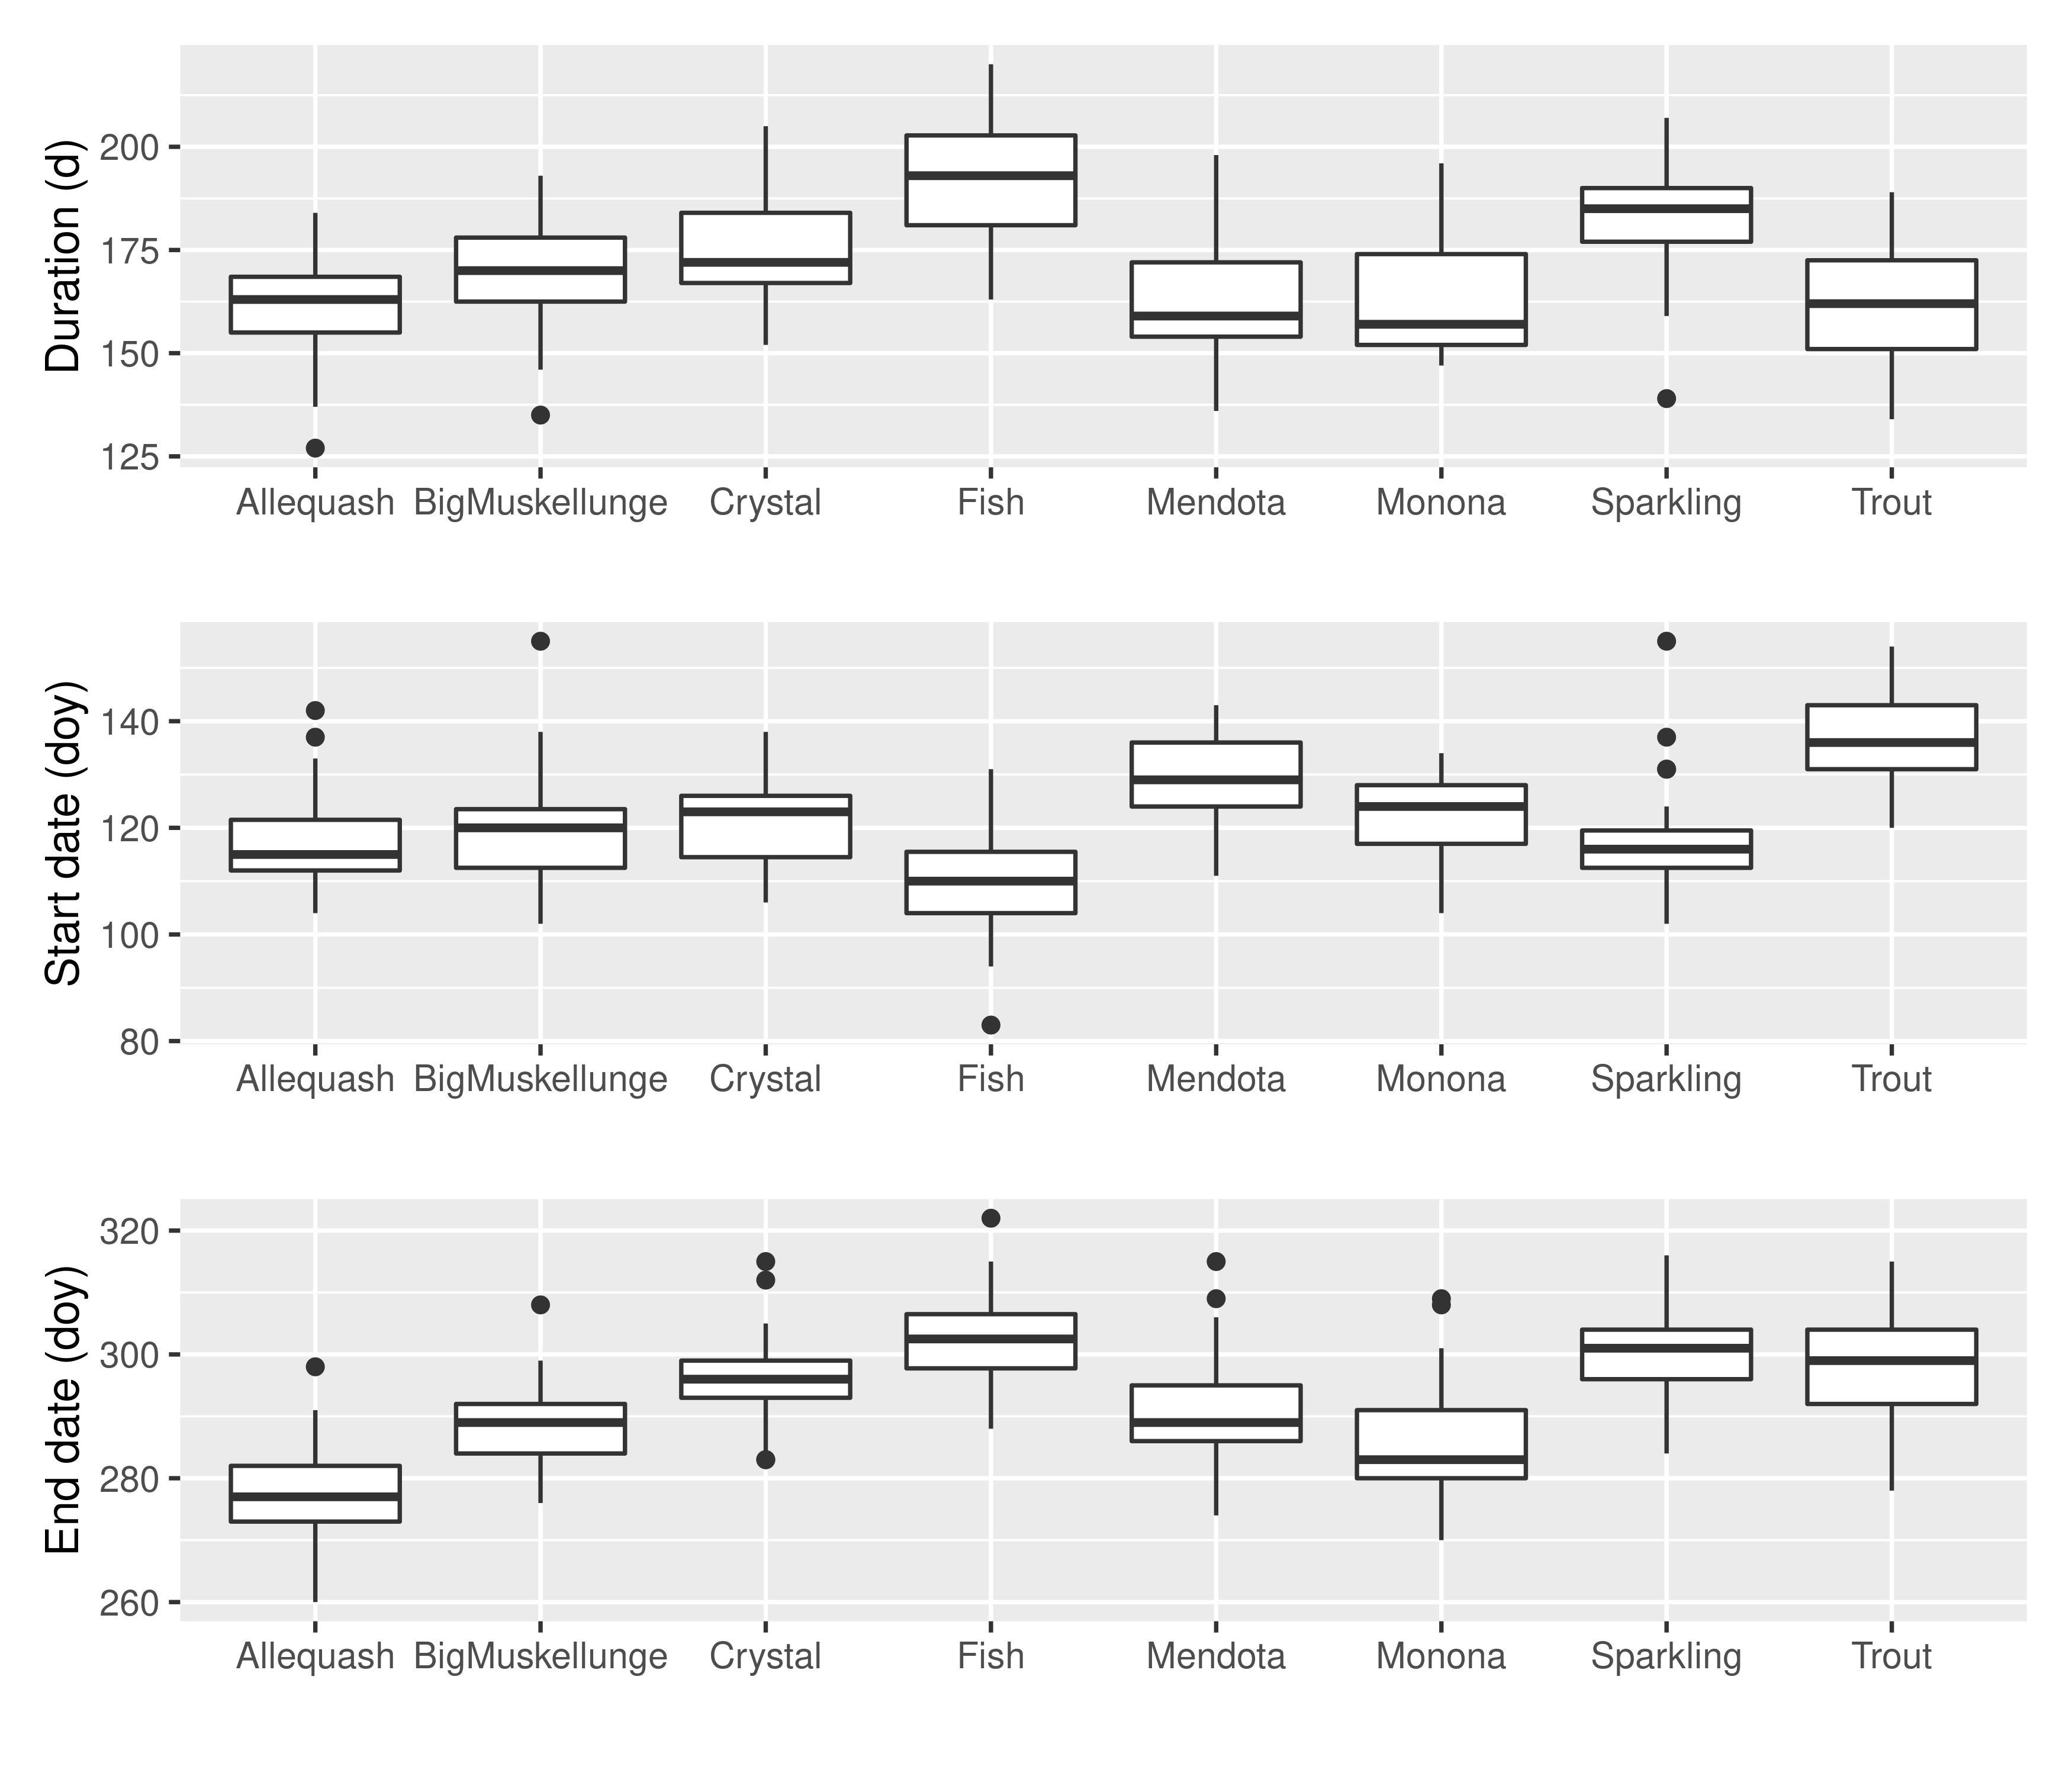 Duration (d)
200
175
150
125
Allequash BigMuskellunge Crystal Fish Mendota Monona Sparkling Trout
Start date (doy)
140
120
100
80
Allequash BigMuskellunge Crystal Fish Mendota Monona Sparkling Trout
End date (doy)
320
300
280
260
Allequash BigMuskellunge Crystal Fish Mendota Monona Sparkling Trout